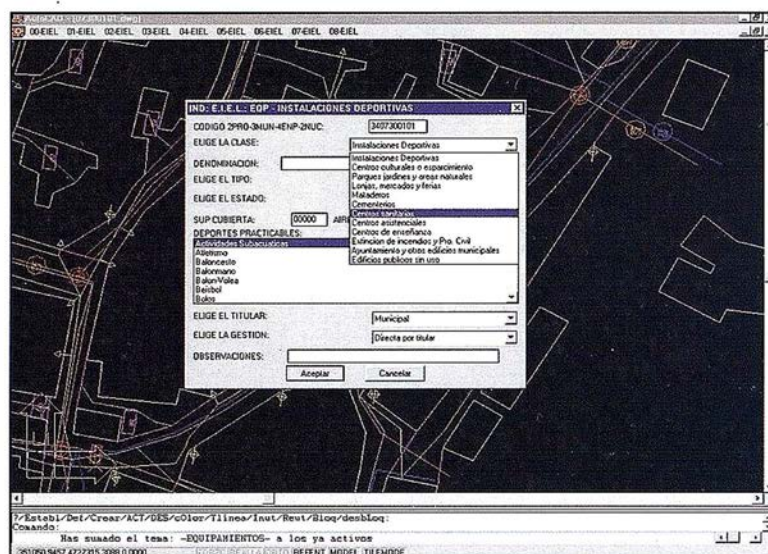 AutoCAD - [07300101.dwg]
00-EIEL 01-EIEL 02-EIEL 03-EIEL 04-EIEL 05-EIEL 06-EIEL 07-EIEL 08-EIEL
IND: E.I.E.L.: EQP - INSTALACIONES DEPORTIVAS
CODIGO 2PRO-3MUN-4ENP-2NUC: 3407300101
ELIGE LA CLASE: Instalaciones Deportivas
Instalaciones Deportivas
DENOMINACION: Centros culturales o esparcimiento
Parques jardines y areas naturales
ELIGE EL TIPO: Lonjas, mercados y ferias
Mataderos
ELIGE EL ESTADO: Cementerios
Centros sanitarios
SUP CUBIERTA: 00000 AIRE Centros asistenciales
DEPORTES PRACTICABLES: Centros de enseñanza
Actividades Subacuaticas Extincion de incendios y Pro. Civil
Atletismo Ayuntamiento y otros edificios municipales
Baloncesto Edificios publicos sin uso
Balonmano
Balon-Volea
Beisbol
Bolos
ELIGE EL TITULAR: Municipal
ELIGE LA GESTION: Directa por titular
OBSERVACIONES:
Aceptar Cancelar
?/Establ/Def/Crear/ACT/DES/cOlor/Tlinea/Inut/Reut/Bloq/desbLoq:
Comando:
Has sumado el tema: -EQUIPAMIENTOS- a los ya activos
REFENT MODEL TILEMODE